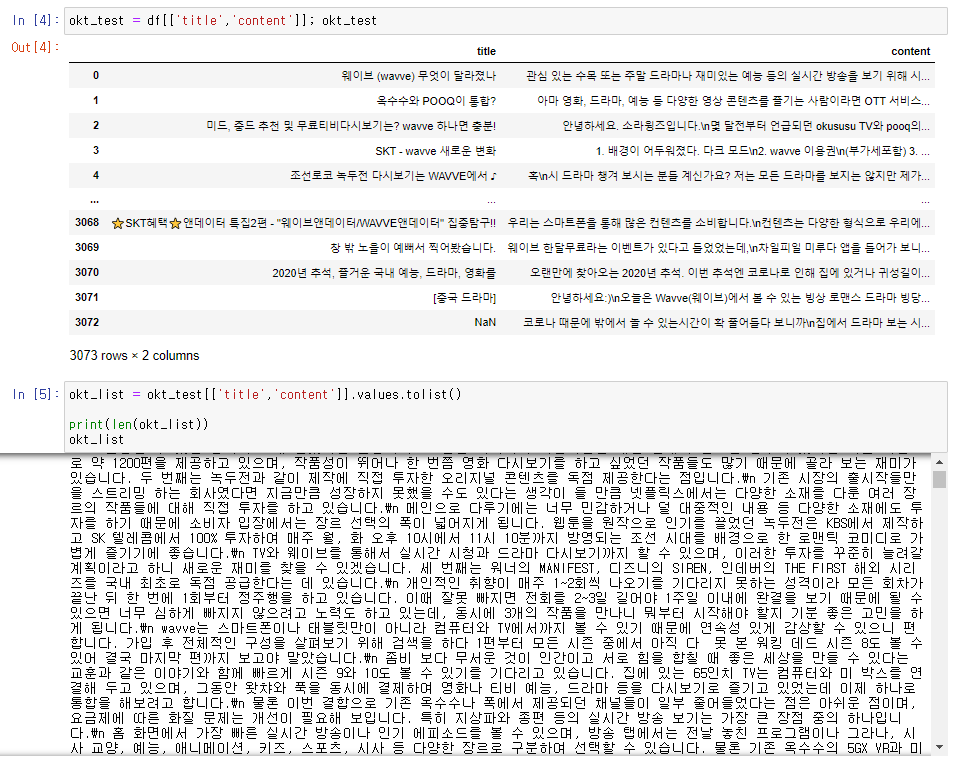 In [4]: okt_test = df[['title','content']]; okt_test
Out[4]:
title content
0 웨이브 (wavve) 무엇이 달라졌나 관심 있는 수목 또는 주말 드라마나 재미있는 예능 등의 실시간 방송을 보기 위해 시...
1 옥수수와 POOQ이 통합? 아마 영화, 드라마, 예능 등 다양한 영상 콘텐츠를 즐기는 사람이라면 OTT 서비스...
2 미드, 중드 추천 및 무료티비다시보기는? wavve 하나면 충분! 안녕하세요. 소라윙즈입니다.\n몇 달전부터 언급되던 okususu TV와 pooq의...
3 SKT - wavve 새로운 변화 1. 배경이 어두워졌다. 다크 모드\n2. wavve 이용권\n(부가세포함) 3. ...
4 조선로코 녹두전 다시보기는 WAVVE에서 ♪ 혹\n시 드라마 챙겨 보시는 분들 계신가요? 저는 모든 드라마를 보지는 않지만 제가...
... ... ...
3068 ⭐SKT혜택⭐앤데이터 특집2편 - "웨이브앤데이터/WAVVE앤데이터" 집중탐구!! 우리는 스마트폰을 통해 많은 컨텐츠를 소비합니다.\n컨텐츠는 다양한 형식으로 우리에...
3069 창 밖 노을이 예뻐서 찍어봤습니다. 웨이브 한달무료라는 이벤트가 있다고 들었었는데,\n차일피일 미루다 앱을 들어가 보니...
3070 2020년 추석, 즐거운 국내 예능, 드라마, 영화를 오랜만에 찾아오는 2020년 추석. 이번 추석엔 코로나로 인해 집에 있거나 귀성길이...
3071 [중국 드라마] 안녕하세요:)\n오늘은 Wavve(웨이브)에서 볼 수 있는 빙상 로맨스 드라마 빙당...
3072 NaN 코로나 때문에 밖에서 놀 수 있는시간이 확 줄어들다 보니까\n집에서 드라마 보는 시...
3073 rows × 2 columns
In [5]: okt_list = okt_test[['title','content']].values.tolist()
print(len(okt_list))
okt_list
로 약 1200편을 제공하고 있으며, 작품성이 뛰어나 한 번쯤 영화 다시보기를 하고 싶었던 작품들도 많기 때문에 골라 보는 재미가
있습니다. 두 번째는 녹두전과 같이 제작에 직접 투자한 오리지널 콘텐츠를 독점 제공한다는 점입니다.\n 기존 시장의 출시작들만
을 스트리밍 하는 회사였다면 지금만큼 성장하지 못했을 수도 있다는 생각이 들 만큼 넷플릭스에서는 다양한 소재를 다룬 여러 장
르의 작품들에 대해 직접 투자를 하고 있습니다.\n 메인으로 다루기에는 너무 민감하거나 덜 대중적인 내용 등 다양한 소재에도 투
자를 하기 때문에 소비자 입장에서는 장르 선택의 폭이 넓어지게 됩니다. 웹툰을 원작으로 인기를 끌었던 녹두전은 KBS에서 제작하
고 SK 텔레콤에서 100% 투자하여 매주 월, 화 오후 10시에서 11시 10분까지 방영되는 조선 시대를 배경으로 한 로맨틱 코미디로 가
볍게 즐기기에 좋습니다.\n TV와 웨이브를 통해서 실시간 시청과 드라마 다시보기까지 할 수 있으며, 이러한 투자를 꾸준히 늘려갈
계획이라고 하니 새로운 재미를 찾을 수 있겠습니다. 세 번째는 워너의 MANIFEST, 디즈니의 SIREN, 인데버의 THE FIRST 해외 시리
즈를 국내 최초로 독점 공급한다는 데 있습니다.\n 개인적인 취향이 매주 1~2회씩 나오기를 기다리지 못하는 성격이라 모든 회차가
끝난 뒤 한 번에 1회부터 정주행을 하고 있습니다. 이때 잘못 빠지면 전회를 2~3일 길어야 1주일 이내에 완결을 보기 때문에 될 수
있으면 너무 심하게 빠지지 않으려고 노력도 하고 있는데, 동시에 3개의 작품을 만나니 뭐부터 시작해야 할지 기분 좋은 고민을 하
게 됩니다.\n wavve는 스마트폰이나 태블릿만이 아니라 컴퓨터와 TV에서까지 볼 수 있기 때문에 연속성 있게 감상할 수 있으니 편
합니다. 가입 후 전체적인 구성을 살펴보기 위해 검색을 하다 1편부터 모든 시즌 중에서 아직 다  못 본 워킹 데드 시즌 8도 볼 수
있어 결국 마지막 편까지 보고야 말았습니다.\n 좀비 보다 무서운 것이 인간이고 서로 힘을 합칠 때 좋은 세상을 만들 수 있다는
교훈과 같은 이야기와 함께 빠르게 시즌 9와 10도 볼 수 있기를 기다리고 있습니다. 집에 있는 65인치 TV는 컴퓨터와 미 박스를 연
결해 두고 있으며, 그동안 왓챠와 푹을 동시에 결제하여 영화나 티비 예능, 드라마 등을 다시보기로 즐기고 있었는데 이제 하나로
통합을 해보려고 합니다.\n 물론 이번 결합으로 기존 옥수수나 폭에서 제공되던 채널들이 일부 줄어들었다는 점은 아쉬운 점이며,
요금제에 따른 화질 문제는 개선이 필요해 보입니다. 특히 지상파와 종편 등의 실시간 방송 보기는 가장 큰 장점 중의 하나입니
다.\n 홈 화면에서 가장 빠른 실시간 방송이나 인기 에피소드를 볼 수 있으며, 방송 탭에서는 전날 놓친 프로그램이나 그라나, 시
사 교양, 예능, 애니메이션, 키즈, 스포츠, 시사 등 다양한 장르로 구분하여 선택할 수 있습니다. 물론 기존 옥수수의 5GX VR과 미